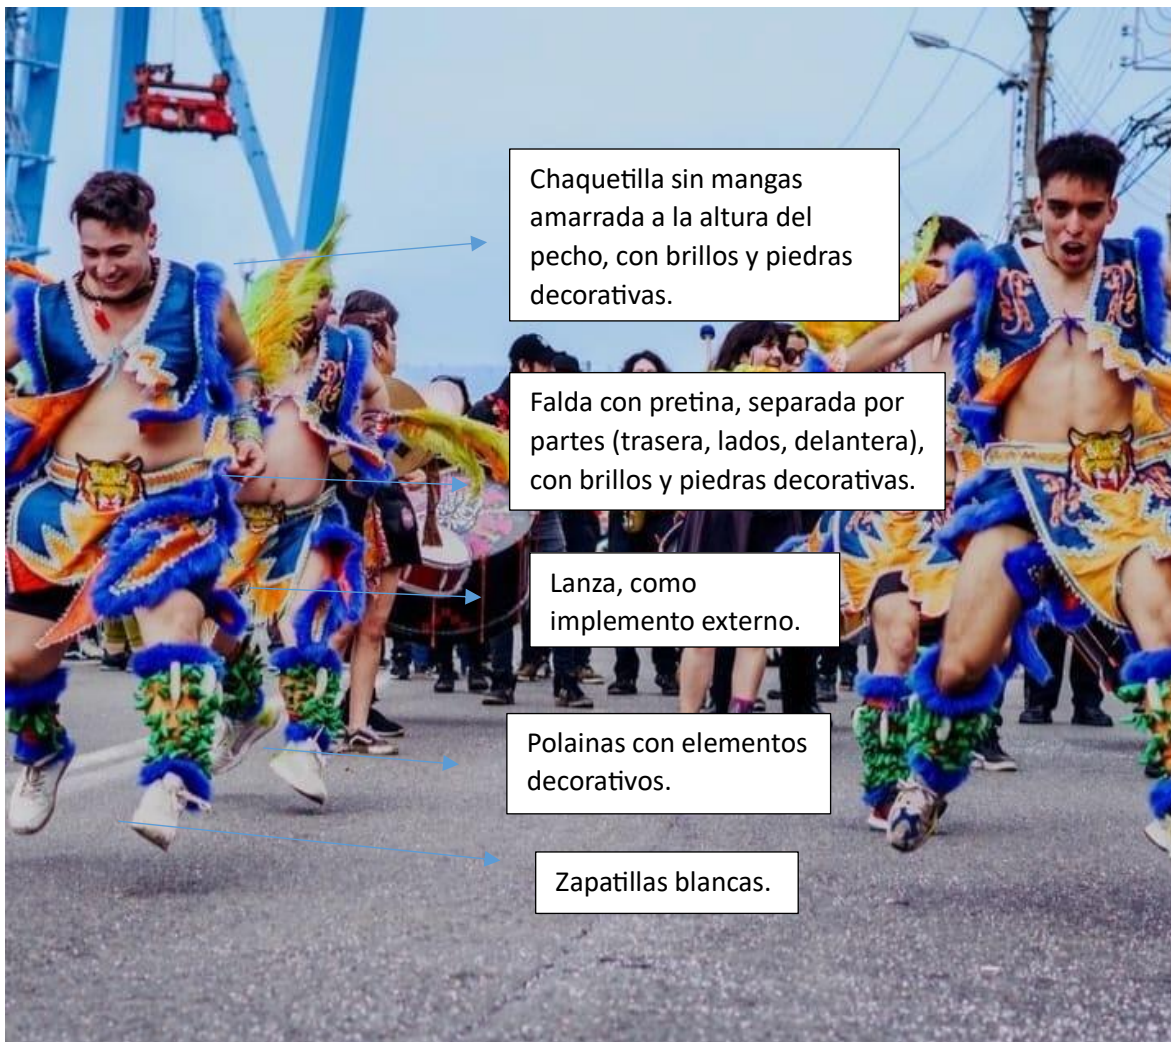 Chaquetilla sin mangas
amarrada a la altura del
pecho, con brillos y piedras
decorativas.
Falda con pretina, separada por
partes (trasera, lados, delantera),
con brillos y piedras decorativas.
Lanza, como
implemento externo.
Polainas con elementos
decorativos.
Zapatillas blancas.